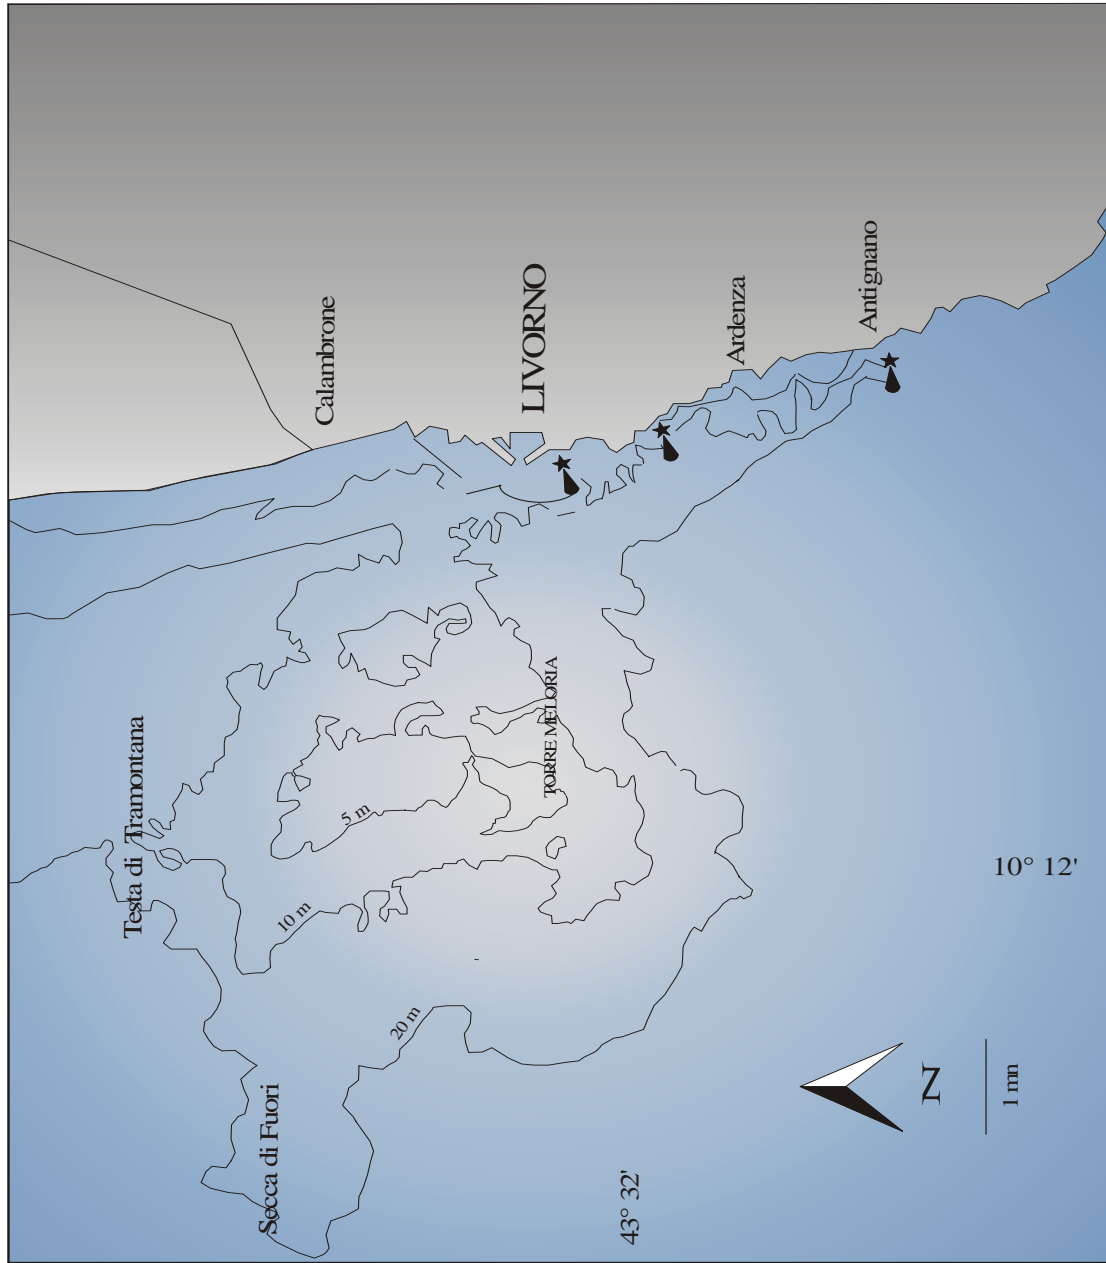 Calambrone
LIVORNO
Ardenza
Antignano
Testa di Tramontana
TORRE MELORIA
5 m
10 m
20 m
Secca di Fuori
43° 32'
10° 12'
N
1 mn